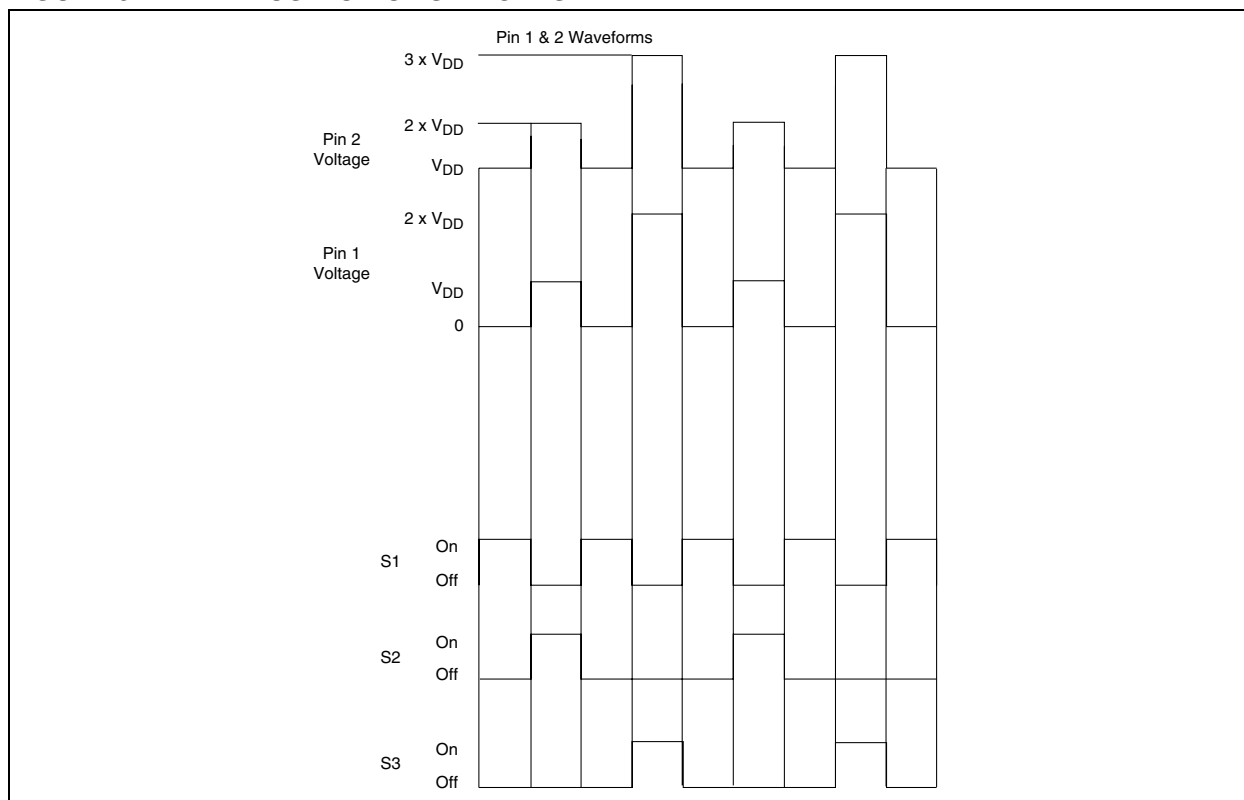 Pin 1 & 2 Waveforms
3 x VDD
2 x VDD
Pin 2
Voltage
VDD
2 x VDD
Pin 1
Voltage
VDD
0
On
S1
Off
On
S2
Off
On
S3
Off